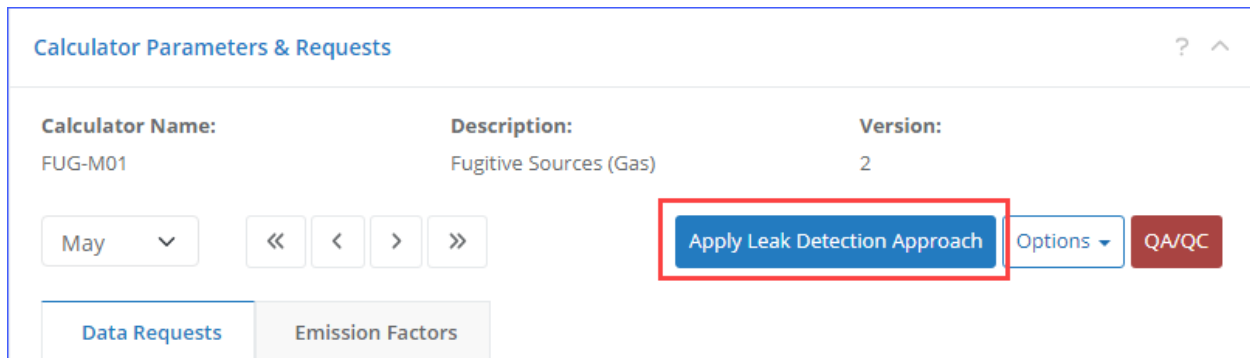 Calculator Parameters & Requests ?
Calculator Name: Description: Version:
FUG-M01 Fugitive Sources (Gas) 2
May Apply Leak Detection Approach Options QA/QC
Data Requests Emission Factors